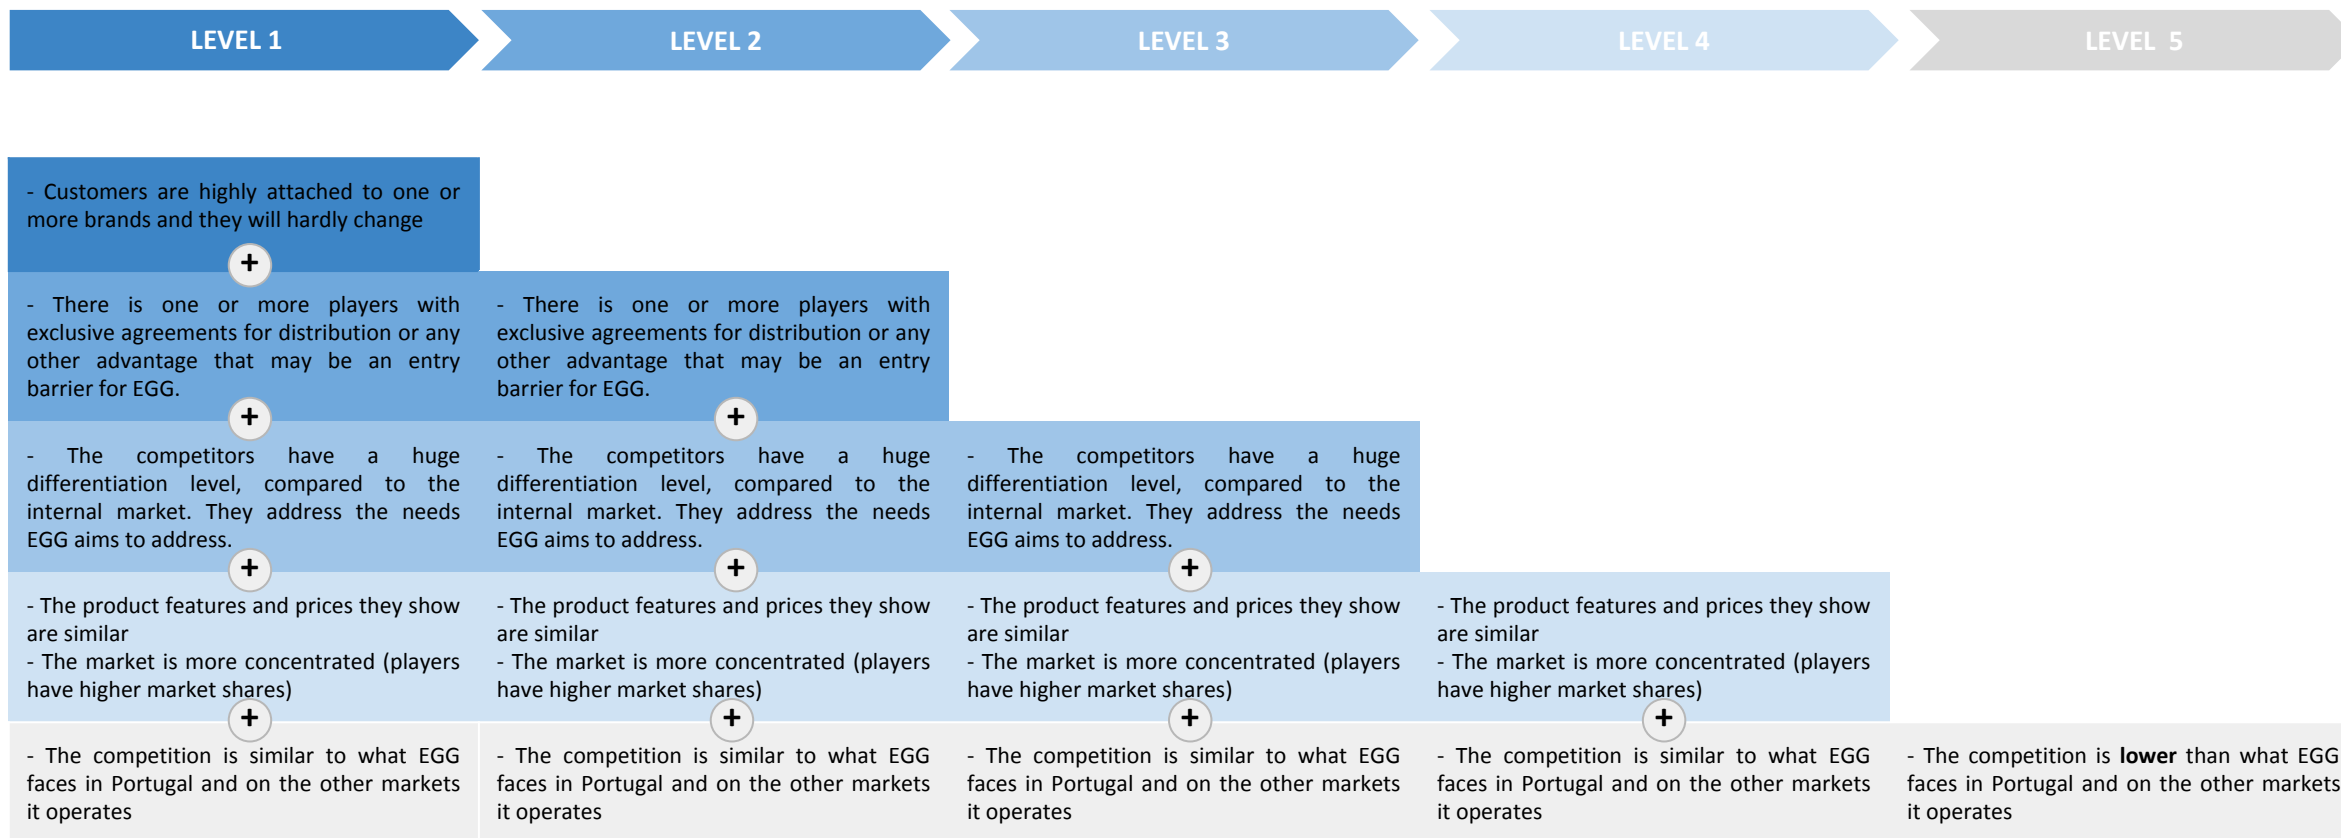 LEVEL 1
LEVEL 2
LEVEL 3
LEVEL 4
LEVEL 5
- Customers are highly attached to one or
more brands and they will hardly change
+
- There is one or more players with
exclusive agreements for distribution or any
other advantage that may be an entry
barrier for EGG.
+
- The competitors have a huge
differentiation level, compared to the
internal market. They address the needs
EGG aims to address.
+
- The product features and prices they show
are similar
- The market is more concentrated (players
have higher market shares)
+
- The competition is similar to what EGG
faces in Portugal and on the other markets
it operates
- There is one or more players with
exclusive agreements for distribution or any
other advantage that may be an entry
barrier for EGG.
+
- The competitors have a huge
differentiation level, compared to the
internal market. They address the needs
EGG aims to address.
+
- The product features and prices they show
are similar
- The market is more concentrated (players
have higher market shares)
+
- The competition is similar to what EGG
faces in Portugal and on the other markets
it operates
- The competitors have a huge
differentiation level, compared to the
internal market. They address the needs
EGG aims to address.
+
- The product features and prices they show
are similar
- The market is more concentrated (players
have higher market shares)
+
- The competition is similar to what EGG
faces in Portugal and on the other markets
it operates
- The product features and prices they show
are similar
- The market is more concentrated (players
have higher market shares)
+
- The competition is similar to what EGG
faces in Portugal and on the other markets
it operates
- The competition is lower than what EGG
faces in Portugal and on the other markets
it operates